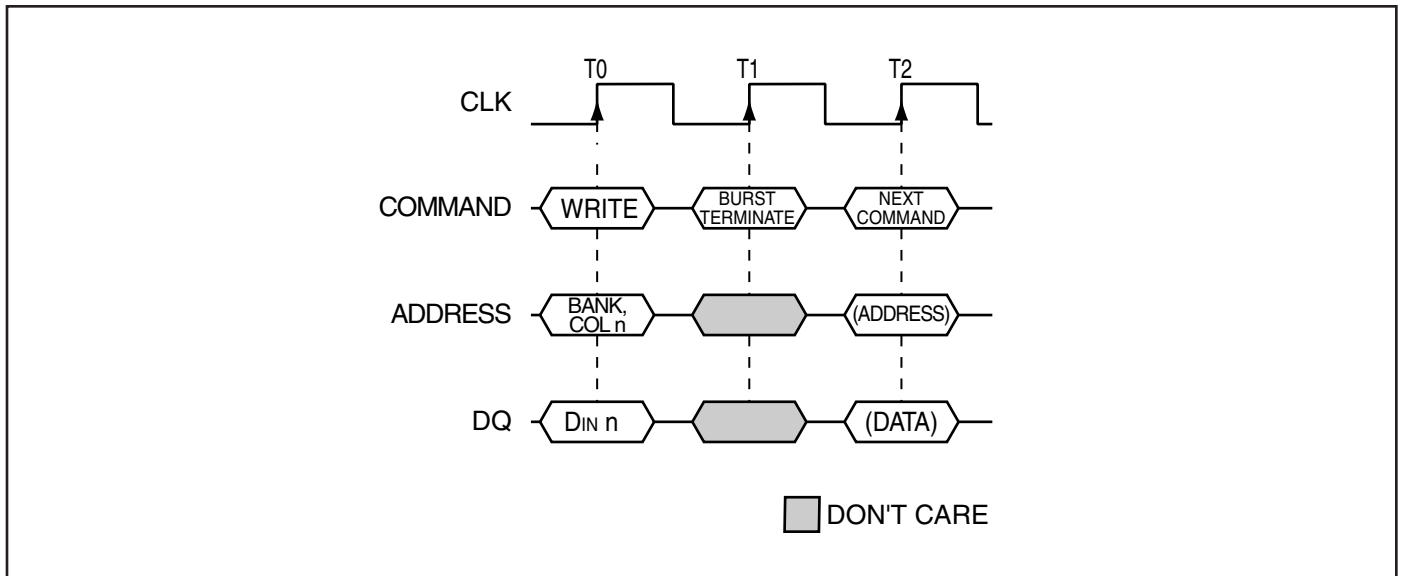 T0 T1 T2
CLK
COMMAND WRITE BURST TERMINATE NEXT COMMAND
ADDRESS BANK, COL n (ADDRESS)
DQ DIN n (DATA)
DON'T CARE